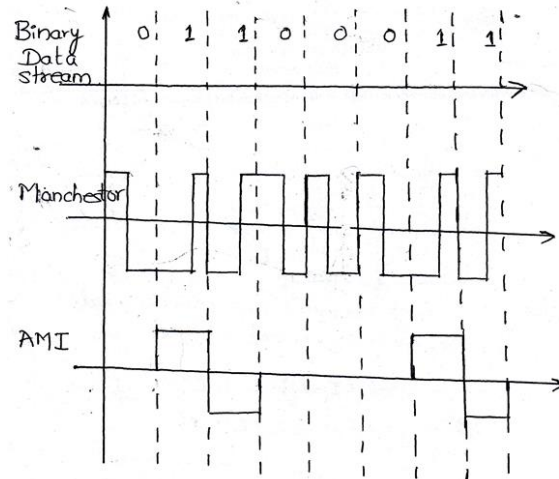 Binary
Data
stream
0 1 1 0 0 0 1 1
Manchestor
AMI